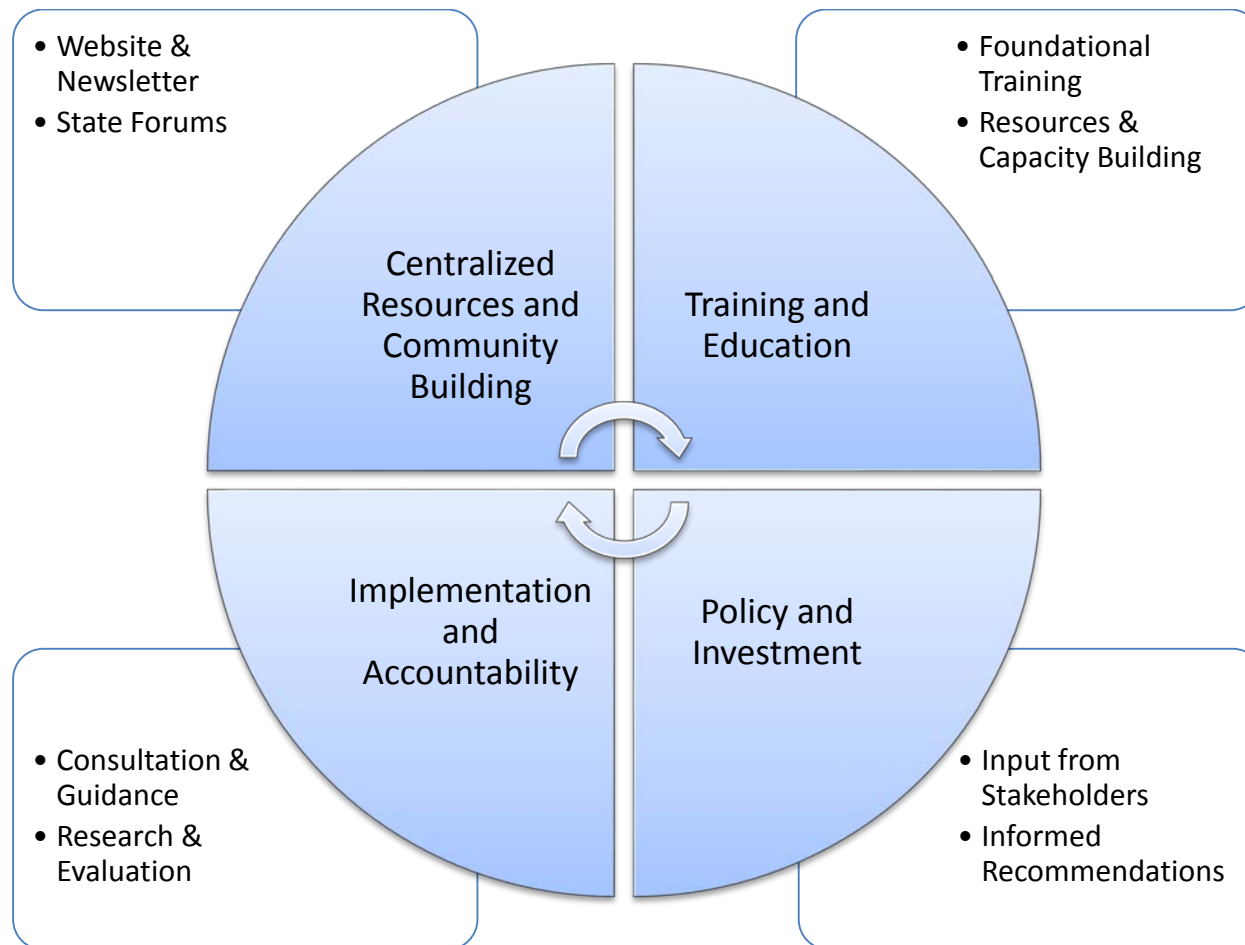 • Website &
Newsletter
• State Forums
• Foundational
Training
• Resources &
Capacity Building
Centralized
Resources and
Community
Building
Training and
Education
Implementation
and
Accountability
Policy and
Investment
• Consultation &
Guidance
• Research &
Evaluation
• Input from
Stakeholders
• Informed
Recommendations